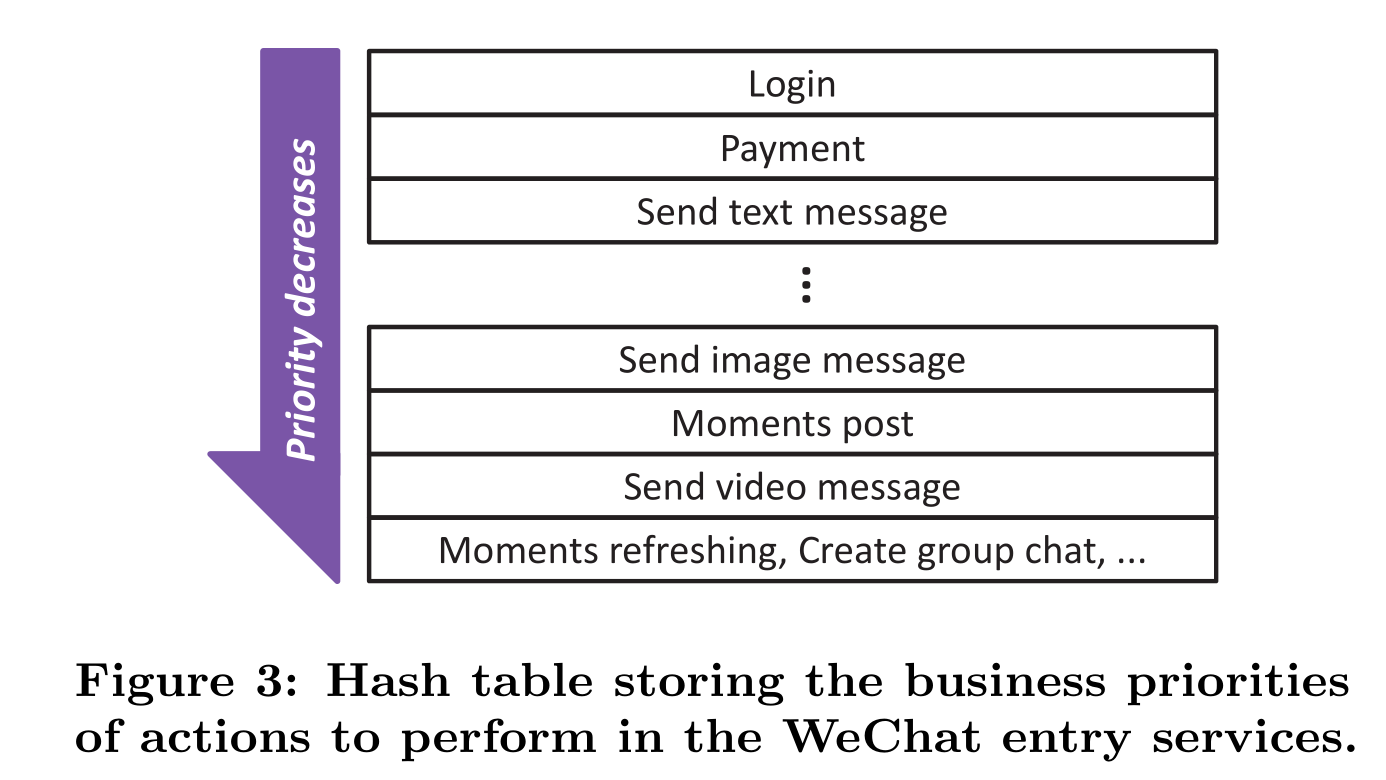 Priority decreases
Login
Payment
Send text message
⋮
Send image message
Moments post
Send video message
Moments refreshing, Create group chat, ...
Figure 3: Hash table storing the business priorities
of actions to perform in the WeChat entry services.